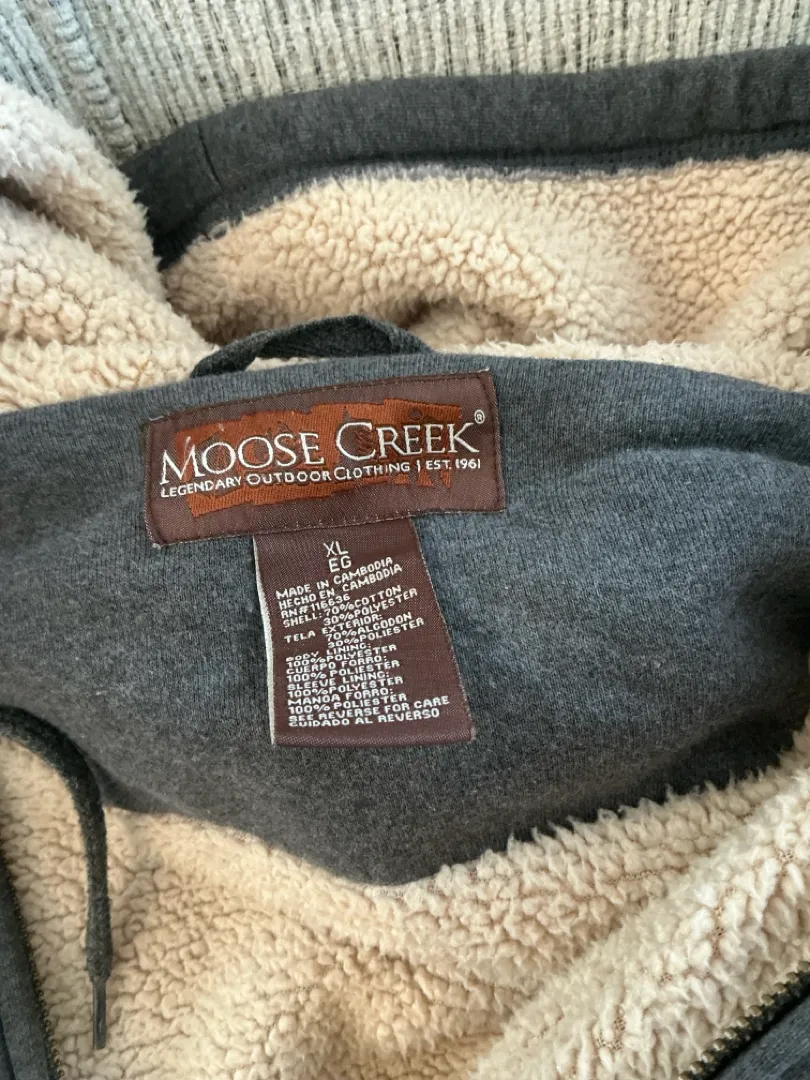 MOOSE CREEK®
LEGENDARY OUTDOOR CLOTHING | EST. 1961
XL
EG
MADE IN CAMBODIA
HECHO EN CAMBODIA
RN#116636
SHELL: 70%COTTON
30%POLYESTER
TELA EXTERIOR:
70%ALGODON
30%POLIESTER
BODY LINING:
100%POLYESTER
CUERPO FORRO:
100% POLIESTER
SLEEVE LINING:
100%POLYESTER
MANGA FORRO:
100% POLIESTER
SEE REVERSE FOR CARE
CUIDADO AL REVERSO